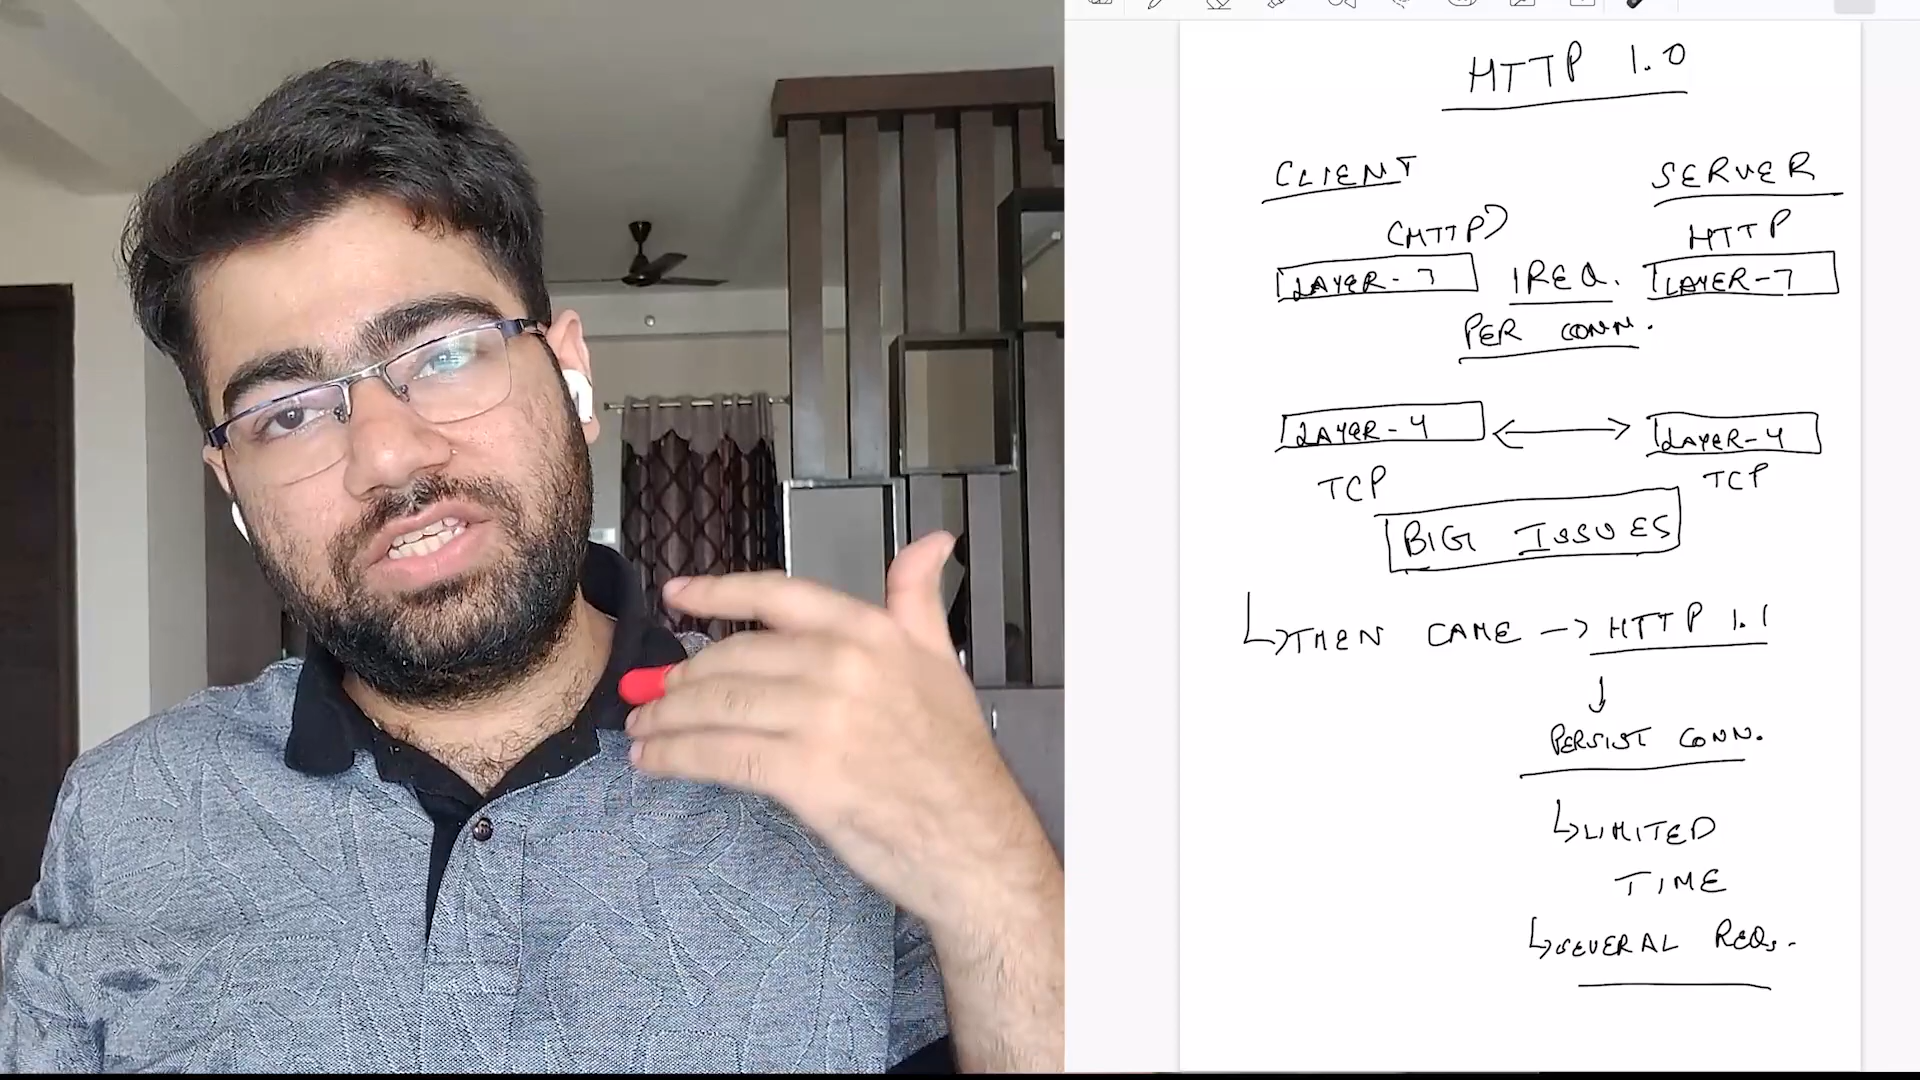 HTTP 1.0
CLIENT SERVER
(HTTP) HTTP
LAYER-7 1 REQ. LAYER-7
PER CONN.
LAYER-4 LAYER-4
TCP TCP
BIG ISSUES
THEN CAME → HTTP 1.1
PERSIST CONN.
LIMITED
TIME
SEVERAL REQs.